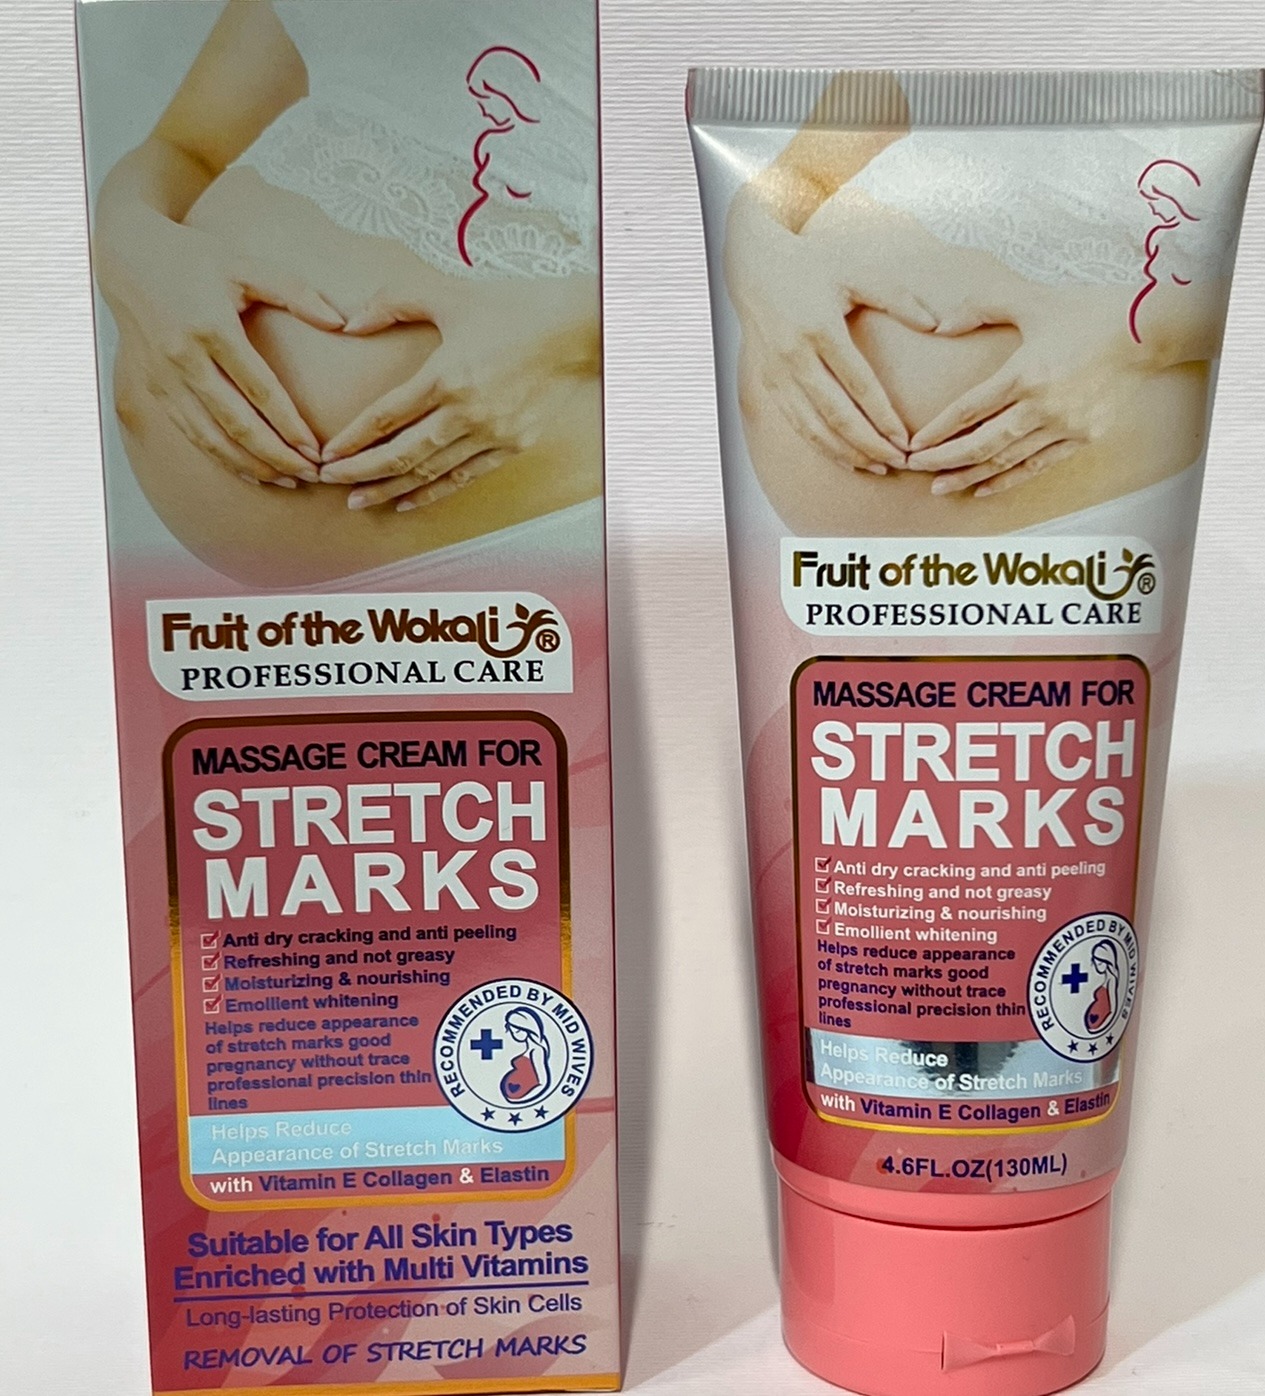 Fruit of the Wokali ®
PROFESSIONAL CARE
MASSAGE CREAM FOR
STRETCH
MARKS
Anti dry cracking and anti peeling
Refreshing and not greasy
Moisturizing & nourishing
Emollient whitening
Helps reduce appearance
of stretch marks good
pregnancy without trace
professional precision thin
lines
RECOMMENDED BY MID WIVES
Helps Reduce
Appearance of Stretch Marks
with Vitamin E Collagen & Elastin
Suitable for All Skin Types
Enriched with Multi Vitamins
Long-lasting Protection of Skin Cells
REMOVAL OF STRETCH MARKS
Fruit of the Wokali ®
PROFESSIONAL CARE
MASSAGE CREAM FOR
STRETCH
MARKS
Anti dry cracking and anti peeling
Refreshing and not greasy
Moisturizing & nourishing
Emollient whitening
Helps reduce appearance
of stretch marks good
pregnancy without trace
professional precision thin
lines
RECOMMENDED BY MID WIVES
Helps Reduce
Appearance of Stretch Marks
with Vitamin E Collagen & Elastin
4.6FL.OZ(130ML)